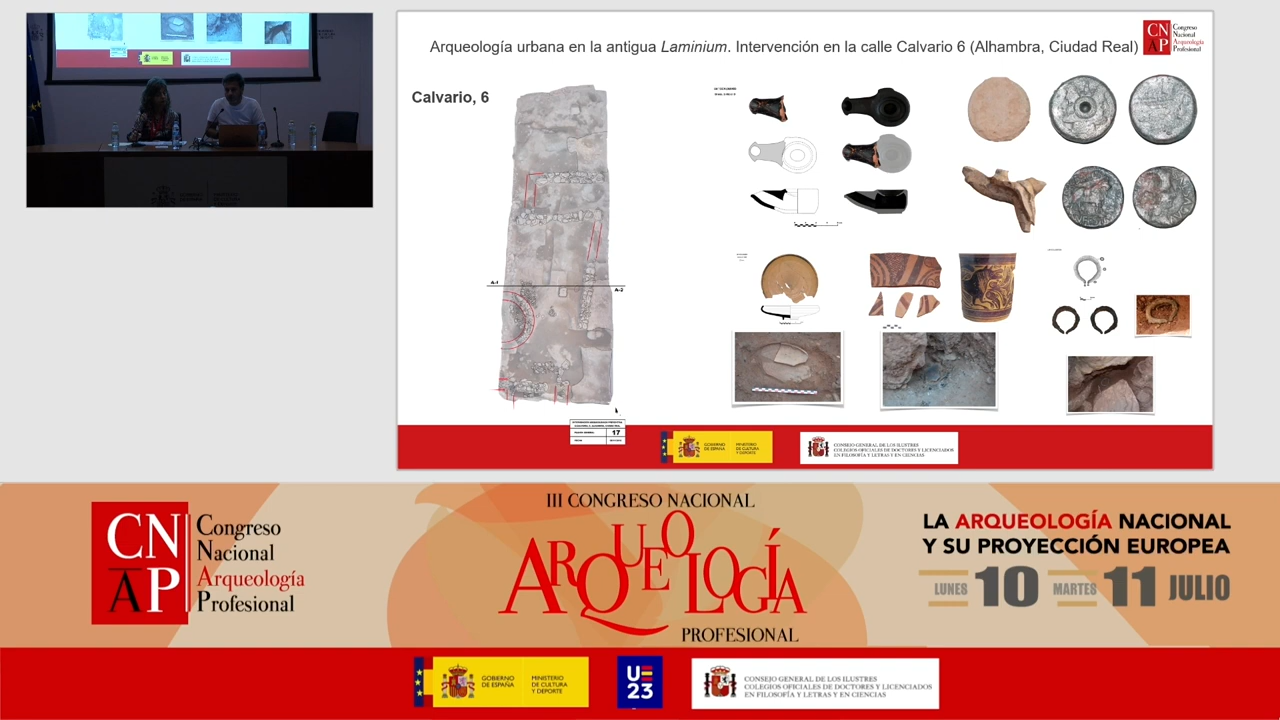 Arqueología urbana en la antigua Laminium. Intervención en la calle Calvario 6 (Alhambra, Ciudad Real)
CN
AP
Congreso
Nacional
Arqueología
Profesional
Calvario, 6
A-1
A-2
17
GOBIERNO
DE ESPAÑA
MINISTERIO
DE CULTURA
Y DEPORTE
CONSEJO GENERAL DE LOS ILUSTRES
COLEGIOS OFICIALES DE DOCTORES Y LICENCIADOS
EN FILOSOFÍA Y LETRAS Y EN CIENCIAS
CN
AP
Congreso
Nacional
Arqueología
Profesional
III CONGRESO NACIONAL
ARQUEOLOGÍA
PROFESIONAL
LA ARQUEOLOGÍA NACIONAL
Y SU PROYECCIÓN EUROPEA
LUNES 10 MARTES 11 JULIO
GOBIERNO
DE ESPAÑA
MINISTERIO
DE CULTURA
Y DEPORTE
UE
23
CONSEJO GENERAL DE LOS ILUSTRES
COLEGIOS OFICIALES DE DOCTORES Y LICENCIADOS
EN FILOSOFÍA Y LETRAS Y EN CIENCIAS